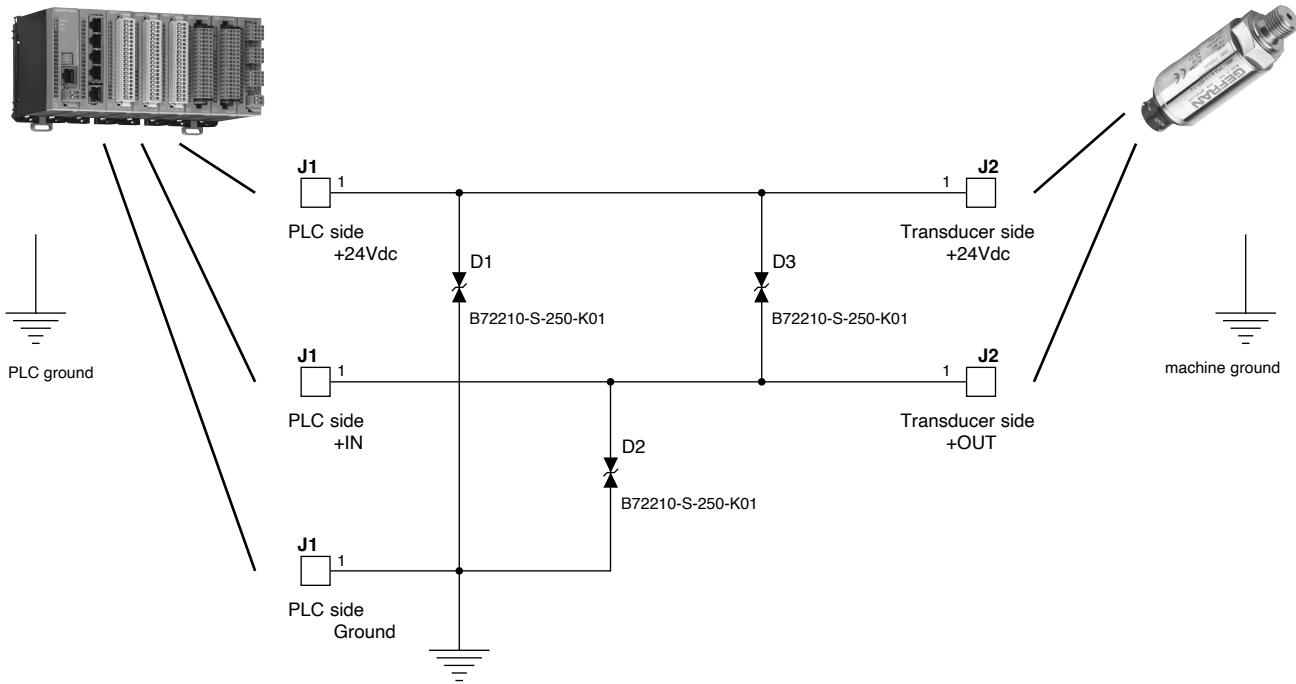 GEFRAN
J1
1
PLC side
+24Vdc
1
J2
Transducer side
+24Vdc
D1
B72210-S-250-K01
D3
B72210-S-250-K01
PLC ground
machine ground
J1
1
PLC side
+IN
1
J2
Transducer side
+OUT
D2
B72210-S-250-K01
J1
1
PLC side
Ground